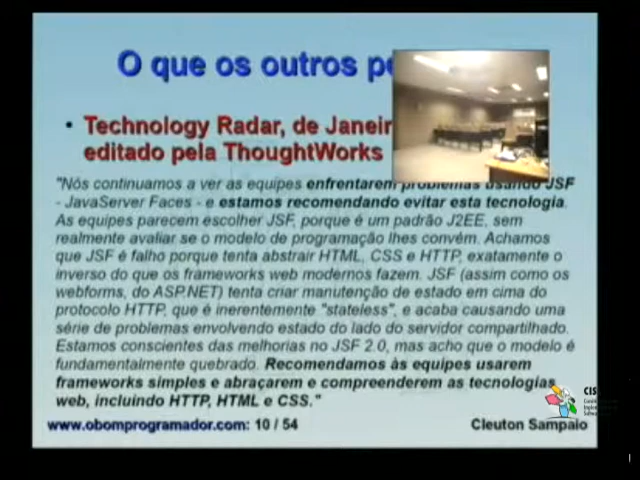 O que os outros pe
• Technology Radar, de Janeir
editado pela ThoughtWorks
"Nós continuamos a ver as equipes enfrentarem problemas usando JSF
- JavaServer Faces - e estamos recomendando evitar esta tecnologia.
As equipes parecem escolher JSF, porque é um padrão J2EE, sem
realmente avaliar se o modelo de programação lhes convém. Achamos
que JSF é falho porque tenta abstrair HTML, CSS e HTTP, exatamente o
inverso do que os frameworks web modernos fazem. JSF (assim como os
webforms, do ASP.NET) tenta criar manutenção de estado em cima do
protocolo HTTP, que é inerentemente "stateless", e acaba causando uma
série de problemas envolvendo estado do lado do servidor compartilhado.
Estamos conscientes das melhorias no JSF 2.0, mas acho que o modelo é
fundamentalmente quebrado. Recomendamos às equipes usarem
frameworks simples e abraçarem e compreenderem as tecnologias
web, incluindo HTTP, HTML e CSS."
CIS
www.obomprogramador.com: 10 / 54
Cleuton Sampaio